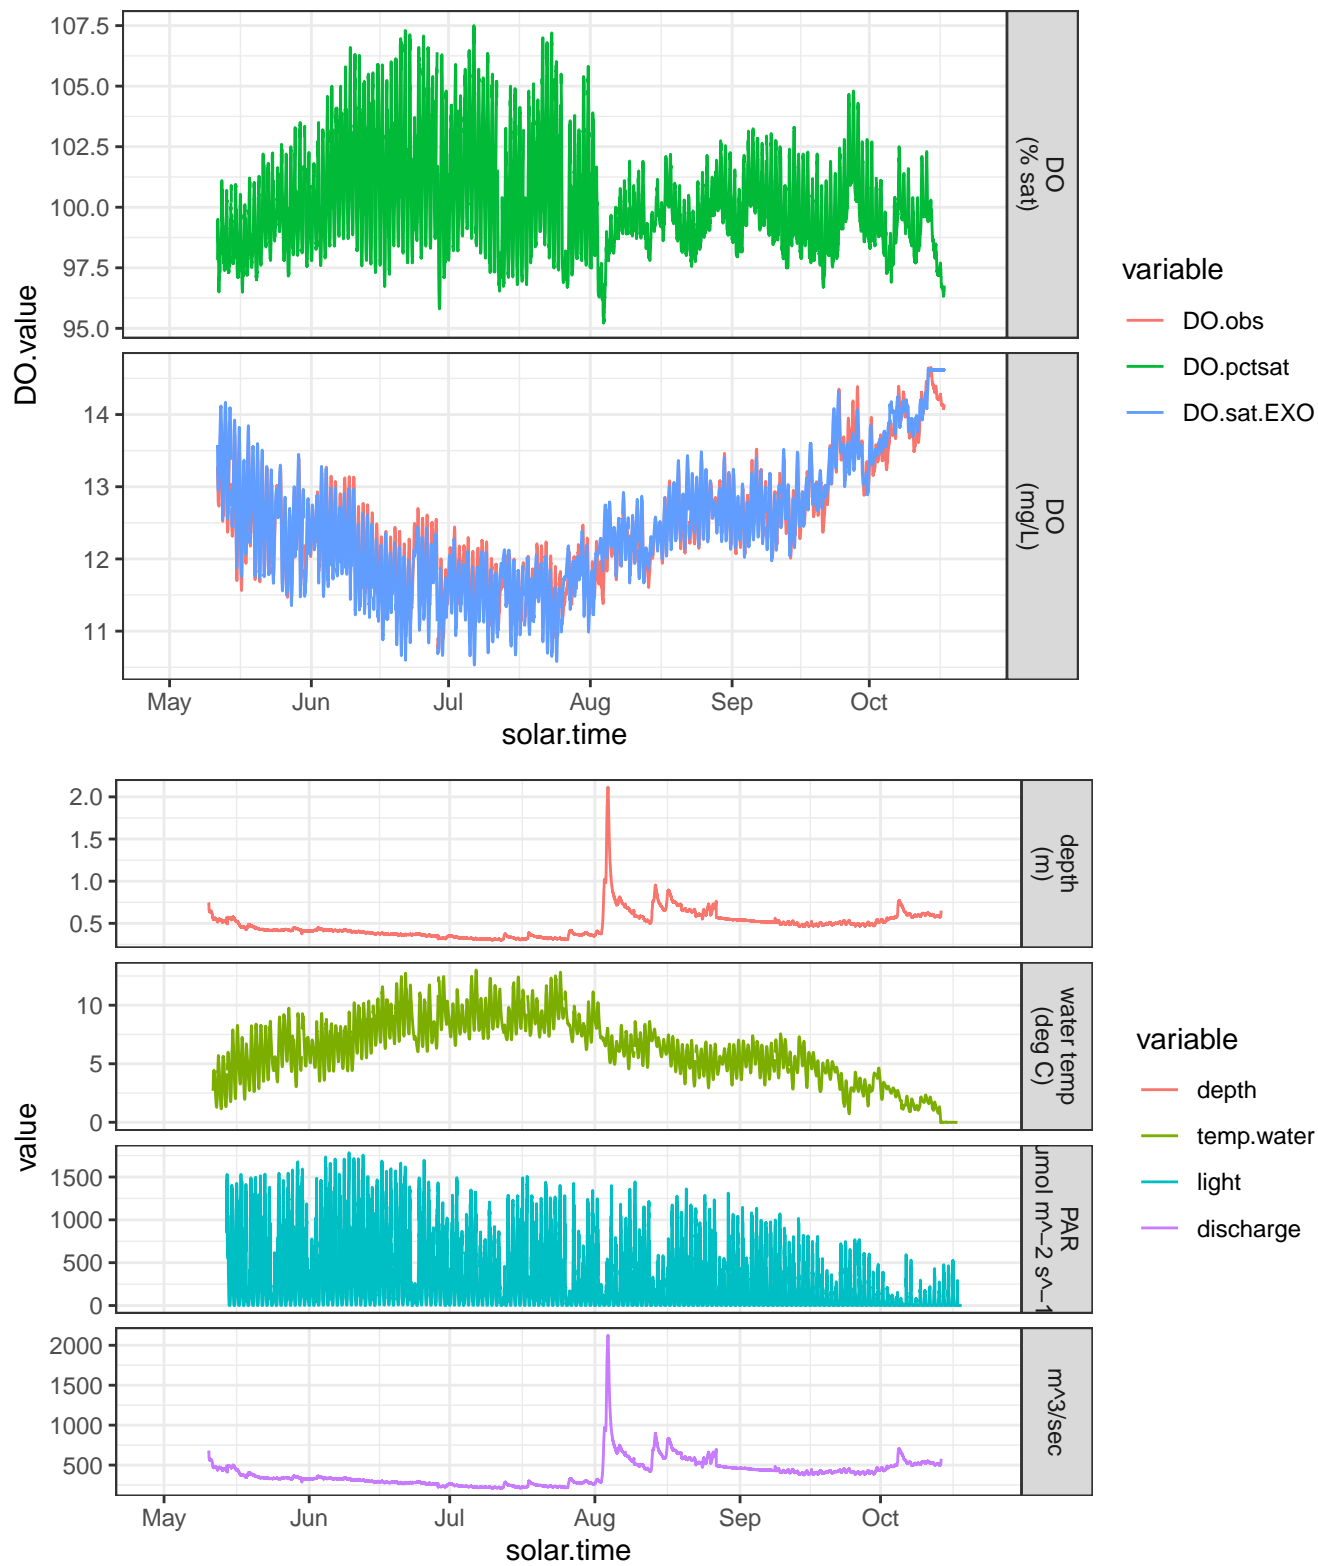 107.5
105.0
102.5
100.0
97.5
95.0
DO
(% sat)
14
13
12
11
DO
(mg/L)
DO.value
May Jun Jul Aug Sep Oct
solar.time
variable
DO.obs
DO.pctsat
DO.sat.EXO
2.0
1.5
1.0
0.5
depth
(m)
10
5
0
water temp
(deg C)
1500
1000
500
0
PAR
umol m^−2 s^−1
2000
1500
1000
500
m^3/sec
value
May Jun Jul Aug Sep Oct
solar.time
variable
depth
temp.water
light
discharge